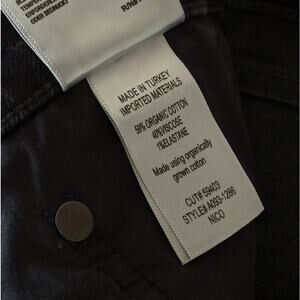 MADE IN TURKEY
IMPORTED MATERIALS
59% ORGANIC COTTON
40%VISCOSE
1%ELASTANE
Made using organically
grown cotton
CUT# 59403
STYLE# A093-1266
NICO